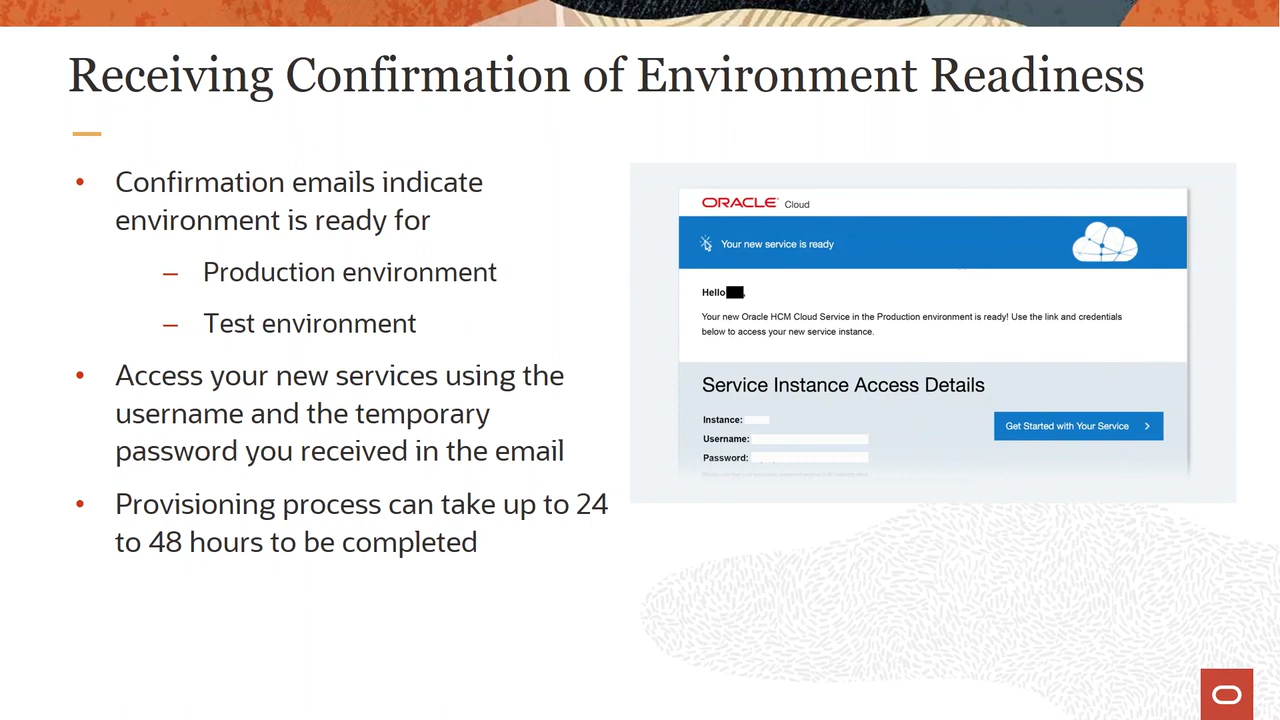 Receiving Confirmation of Environment Readiness
• Confirmation emails indicate
environment is ready for
– Production environment
– Test environment
• Access your new services using the
username and the temporary
password you received in the email
• Provisioning process can take up to 24
to 48 hours to be completed
ORACLE Cloud
Your new service is ready
Hello
Your new Oracle HCM Cloud Service in the Production environment is ready! Use the link and credentials
below to access your new service instance.
Service Instance Access Details
Instance:
Username:
Password:
Get Started with Your Service